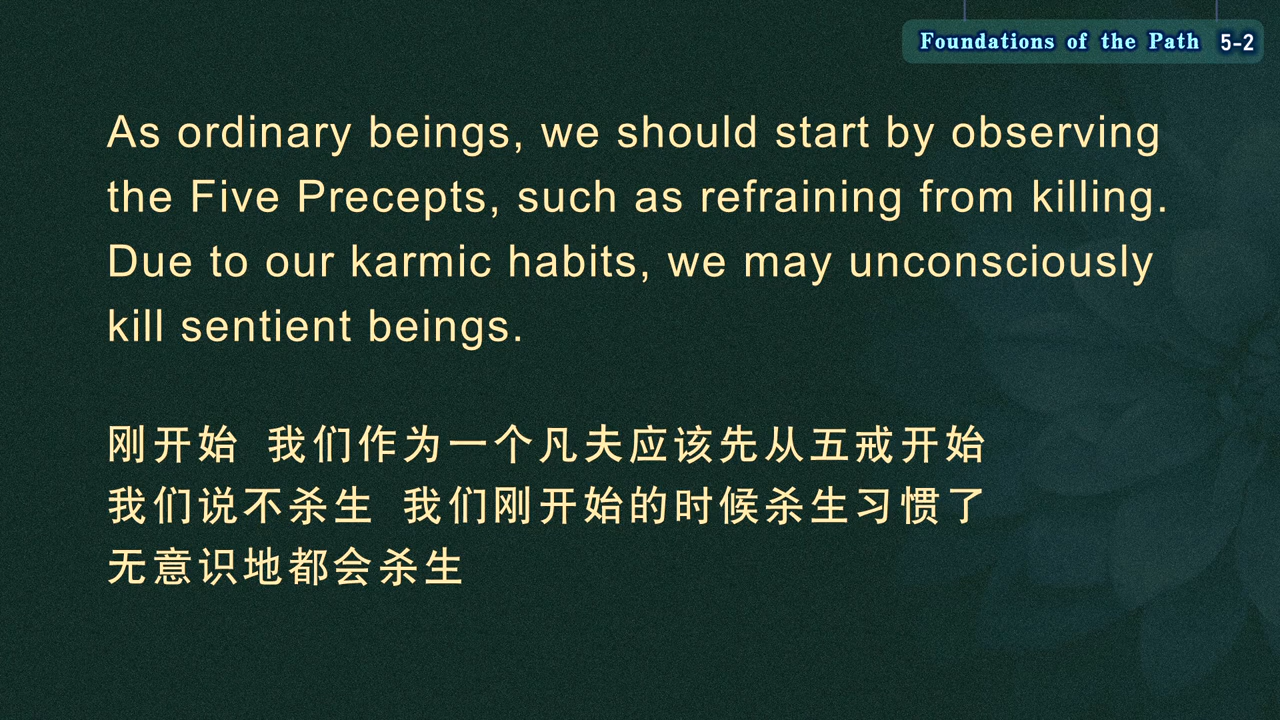 Foundations of the Path 5-2
As ordinary beings, we should start by observing
the Five Precepts, such as refraining from killing.
Due to our karmic habits, we may unconsciously
kill sentient beings.
刚开始 我们作为一个凡夫应该先从五戒开始
我们说不杀生 我们刚开始的时候杀生习惯了
无意识地都会杀生